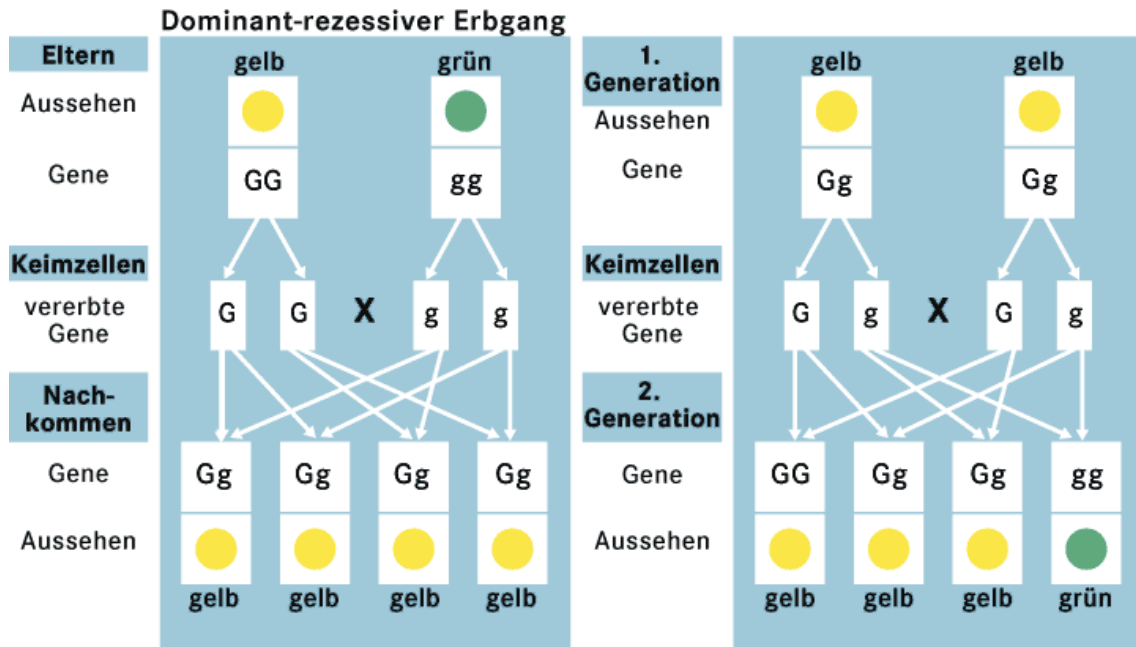 Dominant-rezessiver Erbgang
Eltern
gelb
grün
Aussehen
Gene
GG
gg
Keimzellen
vererbte
Gene
G
G
X
g
g
Nach-
kommen
Gene
Gg
Gg
Gg
Gg
Aussehen
gelb
gelb
gelb
gelb
1.
Generation
gelb
gelb
Aussehen
Gene
Gg
Gg
Keimzellen
vererbte
Gene
G
g
X
G
g
2.
Generation
Gene
GG
Gg
Gg
gg
Aussehen
gelb
gelb
gelb
grün